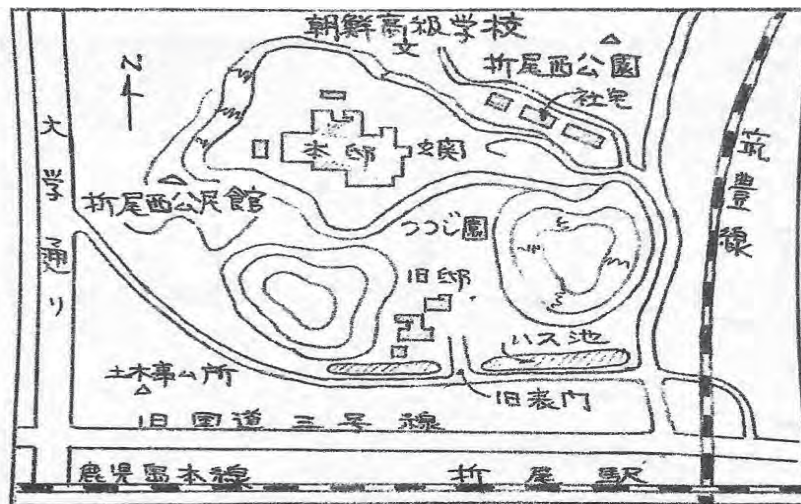 朝鮮高級学校
文
折尾西公園
社宅
N
大学通り
本邸
玄関
筑豊線
折尾西公民館
つつじ園
旧邸
ハス池
土木事ム所
旧表門
旧国道三号線
鹿児島本線
折尾駅